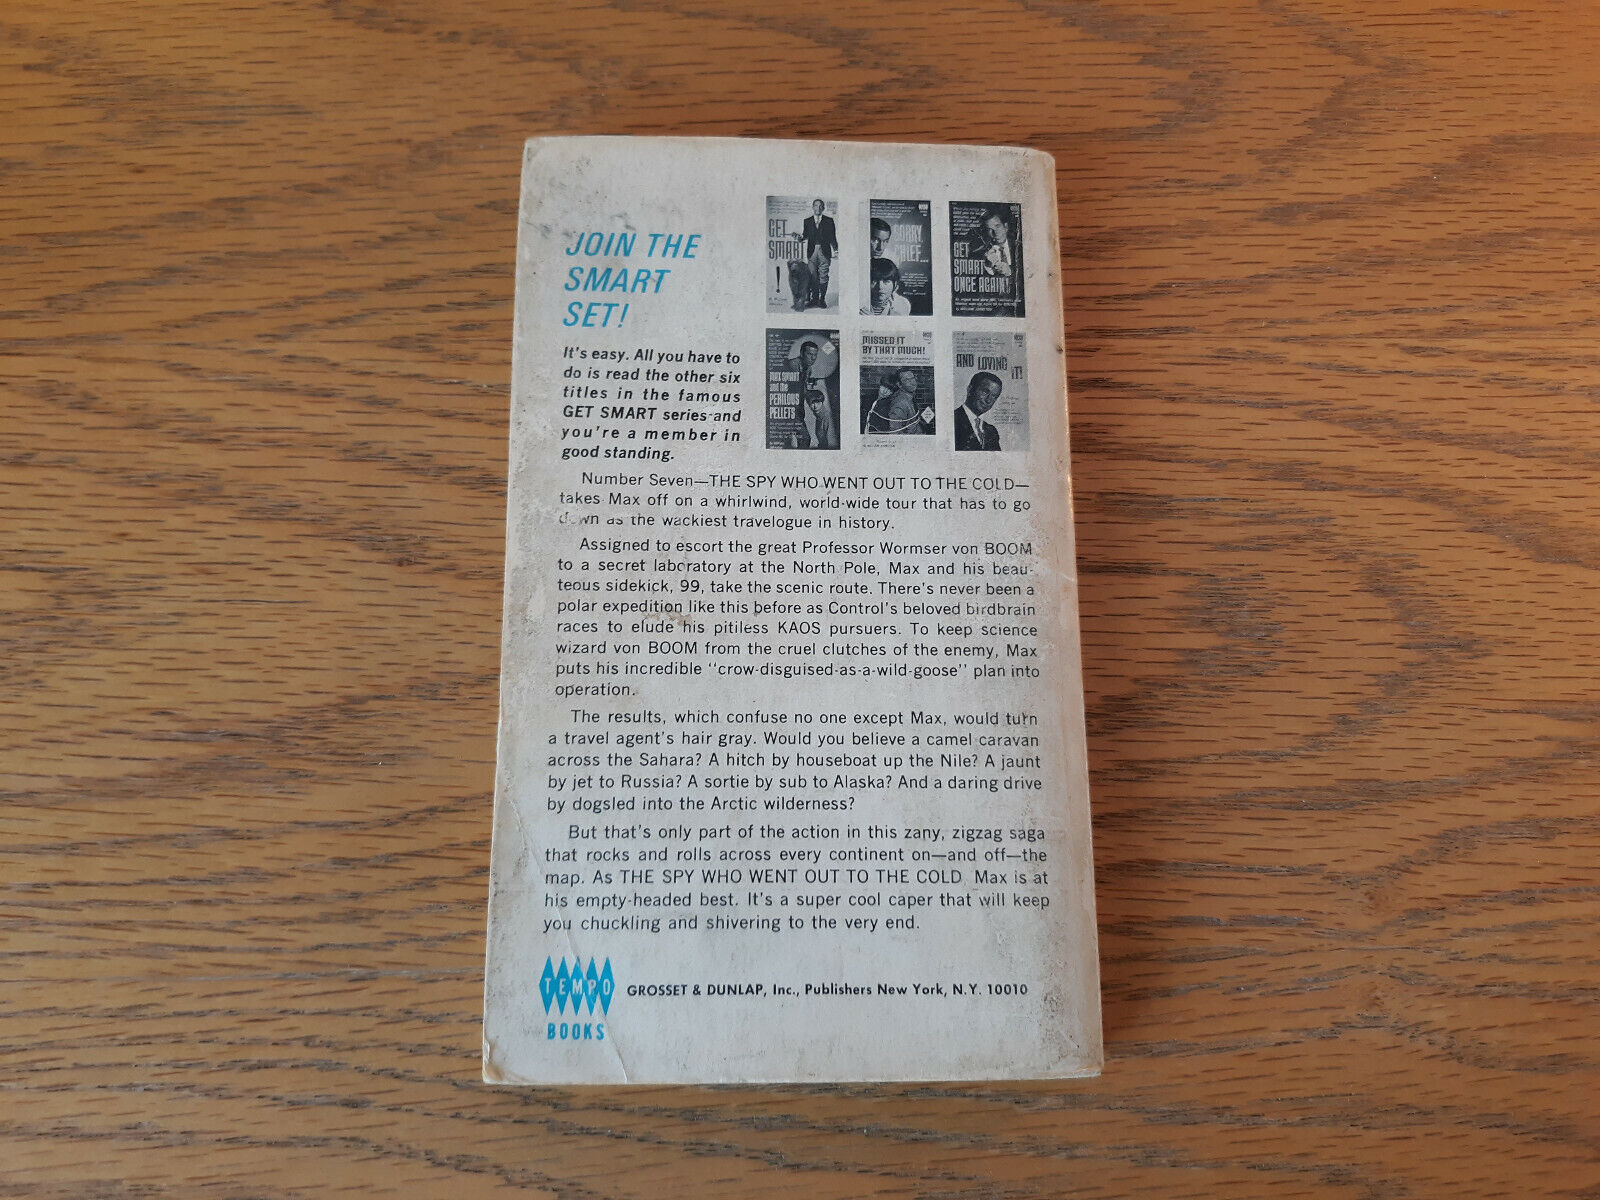 JOIN THE
SMART
SET!
It's easy. All you have to
do is read the other six
titles in the famous
GET SMART series-and
you're a member in
good standing.
GET
SMART
!
SORRY,
CHIEF...
GET
SMART
ONCE AGAIN!
MAX SMART
and the
PERILOUS
PELLETS
MISSED IT
BY THAT MUCH!
AND LOVING
IT!
Number Seven—THE SPY WHO WENT OUT TO THE COLD—
takes Max off on a whirlwind, world-wide tour that has to go
down as the wackiest travelogue in history.
Assigned to escort the great Professor Wormser von BOOM
to a secret laboratory at the North Pole, Max and his beau-
teous sidekick, 99, take the scenic route. There's never been a
polar expedition like this before as Control's beloved birdbrain
races to elude his pitiless KAOS pursuers. To keep science
wizard von BOOM from the cruel clutches of the enemy, Max
puts his incredible "crow-disguised-as-a-wild-goose" plan into
operation.
The results, which confuse no one except Max, would turn
a travel agent's hair gray. Would you believe a camel caravan
across the Sahara? A hitch by houseboat up the Nile? A jaunt
by jet to Russia? A sortie by sub to Alaska? And a daring drive
by dogsled into the Arctic wilderness?
But that's only part of the action in this zany, zigzag saga
that rocks and rolls across every continent on—and off—the
map. As THE SPY WHO WENT OUT TO THE COLD Max is at
his empty-headed best. It's a super cool caper that will keep
you chuckling and shivering to the very end.
TEMPO
BOOKS
GROSSET & DUNLAP, Inc., Publishers New York, N.Y. 10010